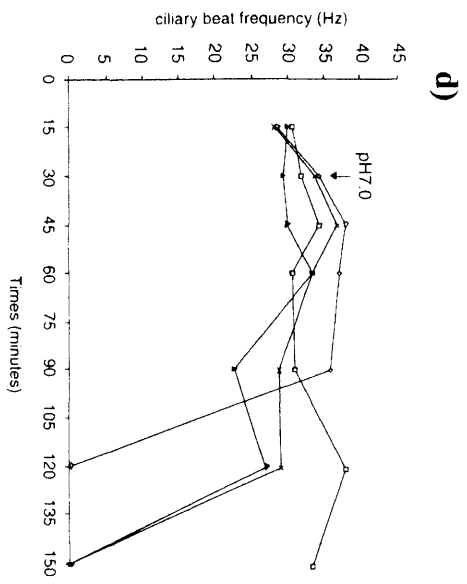 d)
ciliary beat frequency (Hz)
0 5 10 15 20 25 30 35 40 45
pH7.0
0 15 30 45 60 75 90 105 120 135 150
Times (minutes)